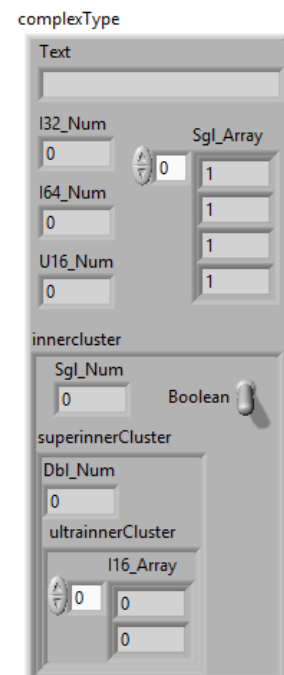 complexType
Text
I32_Num
0
Sgl_Array
0
1
1
1
1
I64_Num
0
U16_Num
0
innercluster
Sgl_Num
0
Boolean
superinnerCluster
Dbl_Num
0
ultrainnerCluster
I16_Array
0
0
0